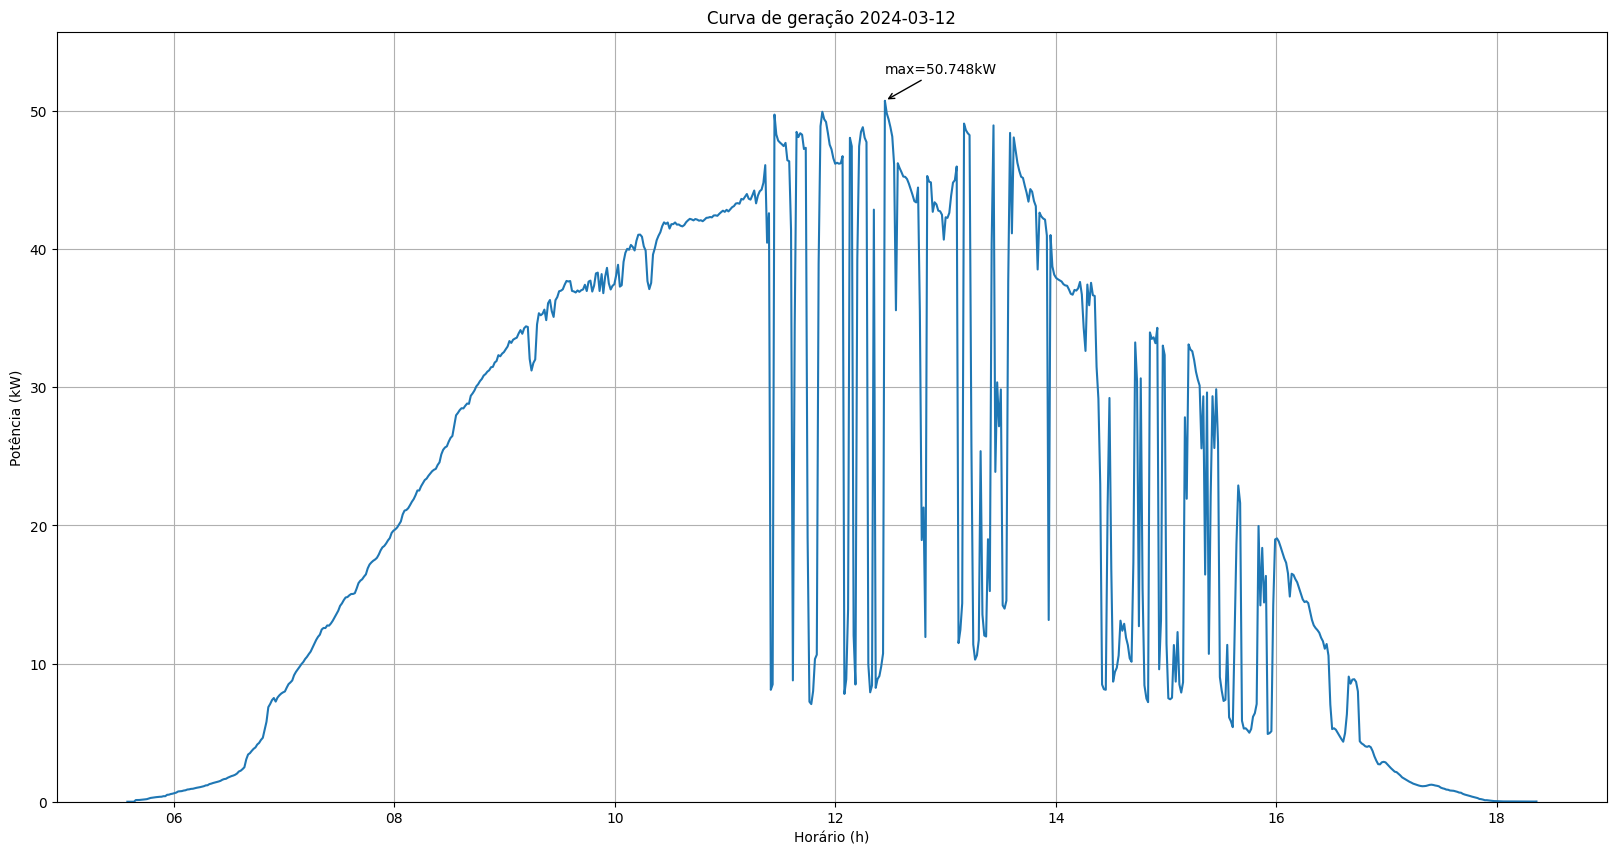 Curva de geração 2024-03-12
max=50.748kW
50
40
30
20
10
0
Potência (kW)
06 08 10 12 14 16 18
Horário (h)